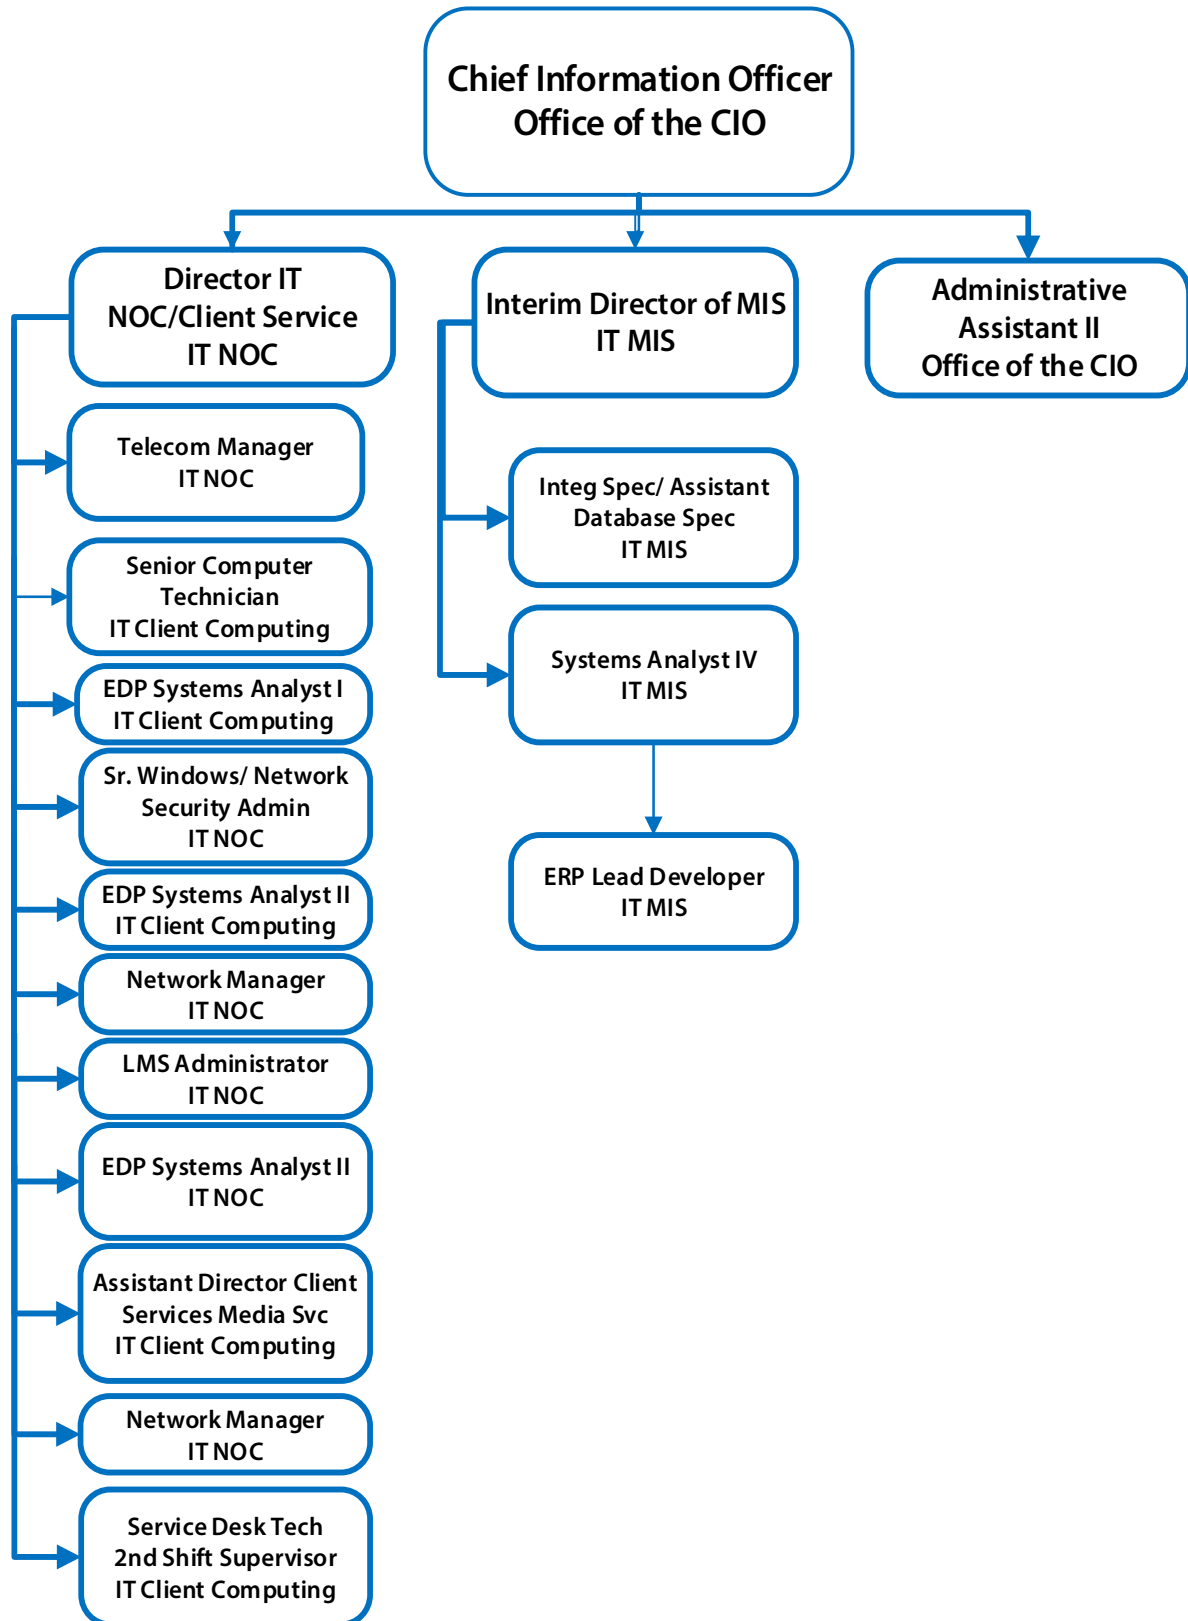 Chief Information Officer
Office of the CIO
Director IT
NOC/Client Service
IT NOC
Interim Director of MIS
IT MIS
Administrative
Assistant II
Office of the CIO
Telecom Manager
IT NOC
Senior Computer
Technician
IT Client Computing
EDP Systems Analyst I
IT Client Computing
Sr. Windows/ Network
Security Admin
IT NOC
EDP Systems Analyst II
IT Client Computing
Network Manager
IT NOC
LMS Administrator
IT NOC
EDP Systems Analyst II
IT NOC
Assistant Director Client
Services Media Svc
IT Client Computing
Network Manager
IT NOC
Service Desk Tech
2nd Shift Supervisor
IT Client Computing
Integ Spec/ Assistant
Database Spec
IT MIS
Systems Analyst IV
IT MIS
ERP Lead Developer
IT MIS